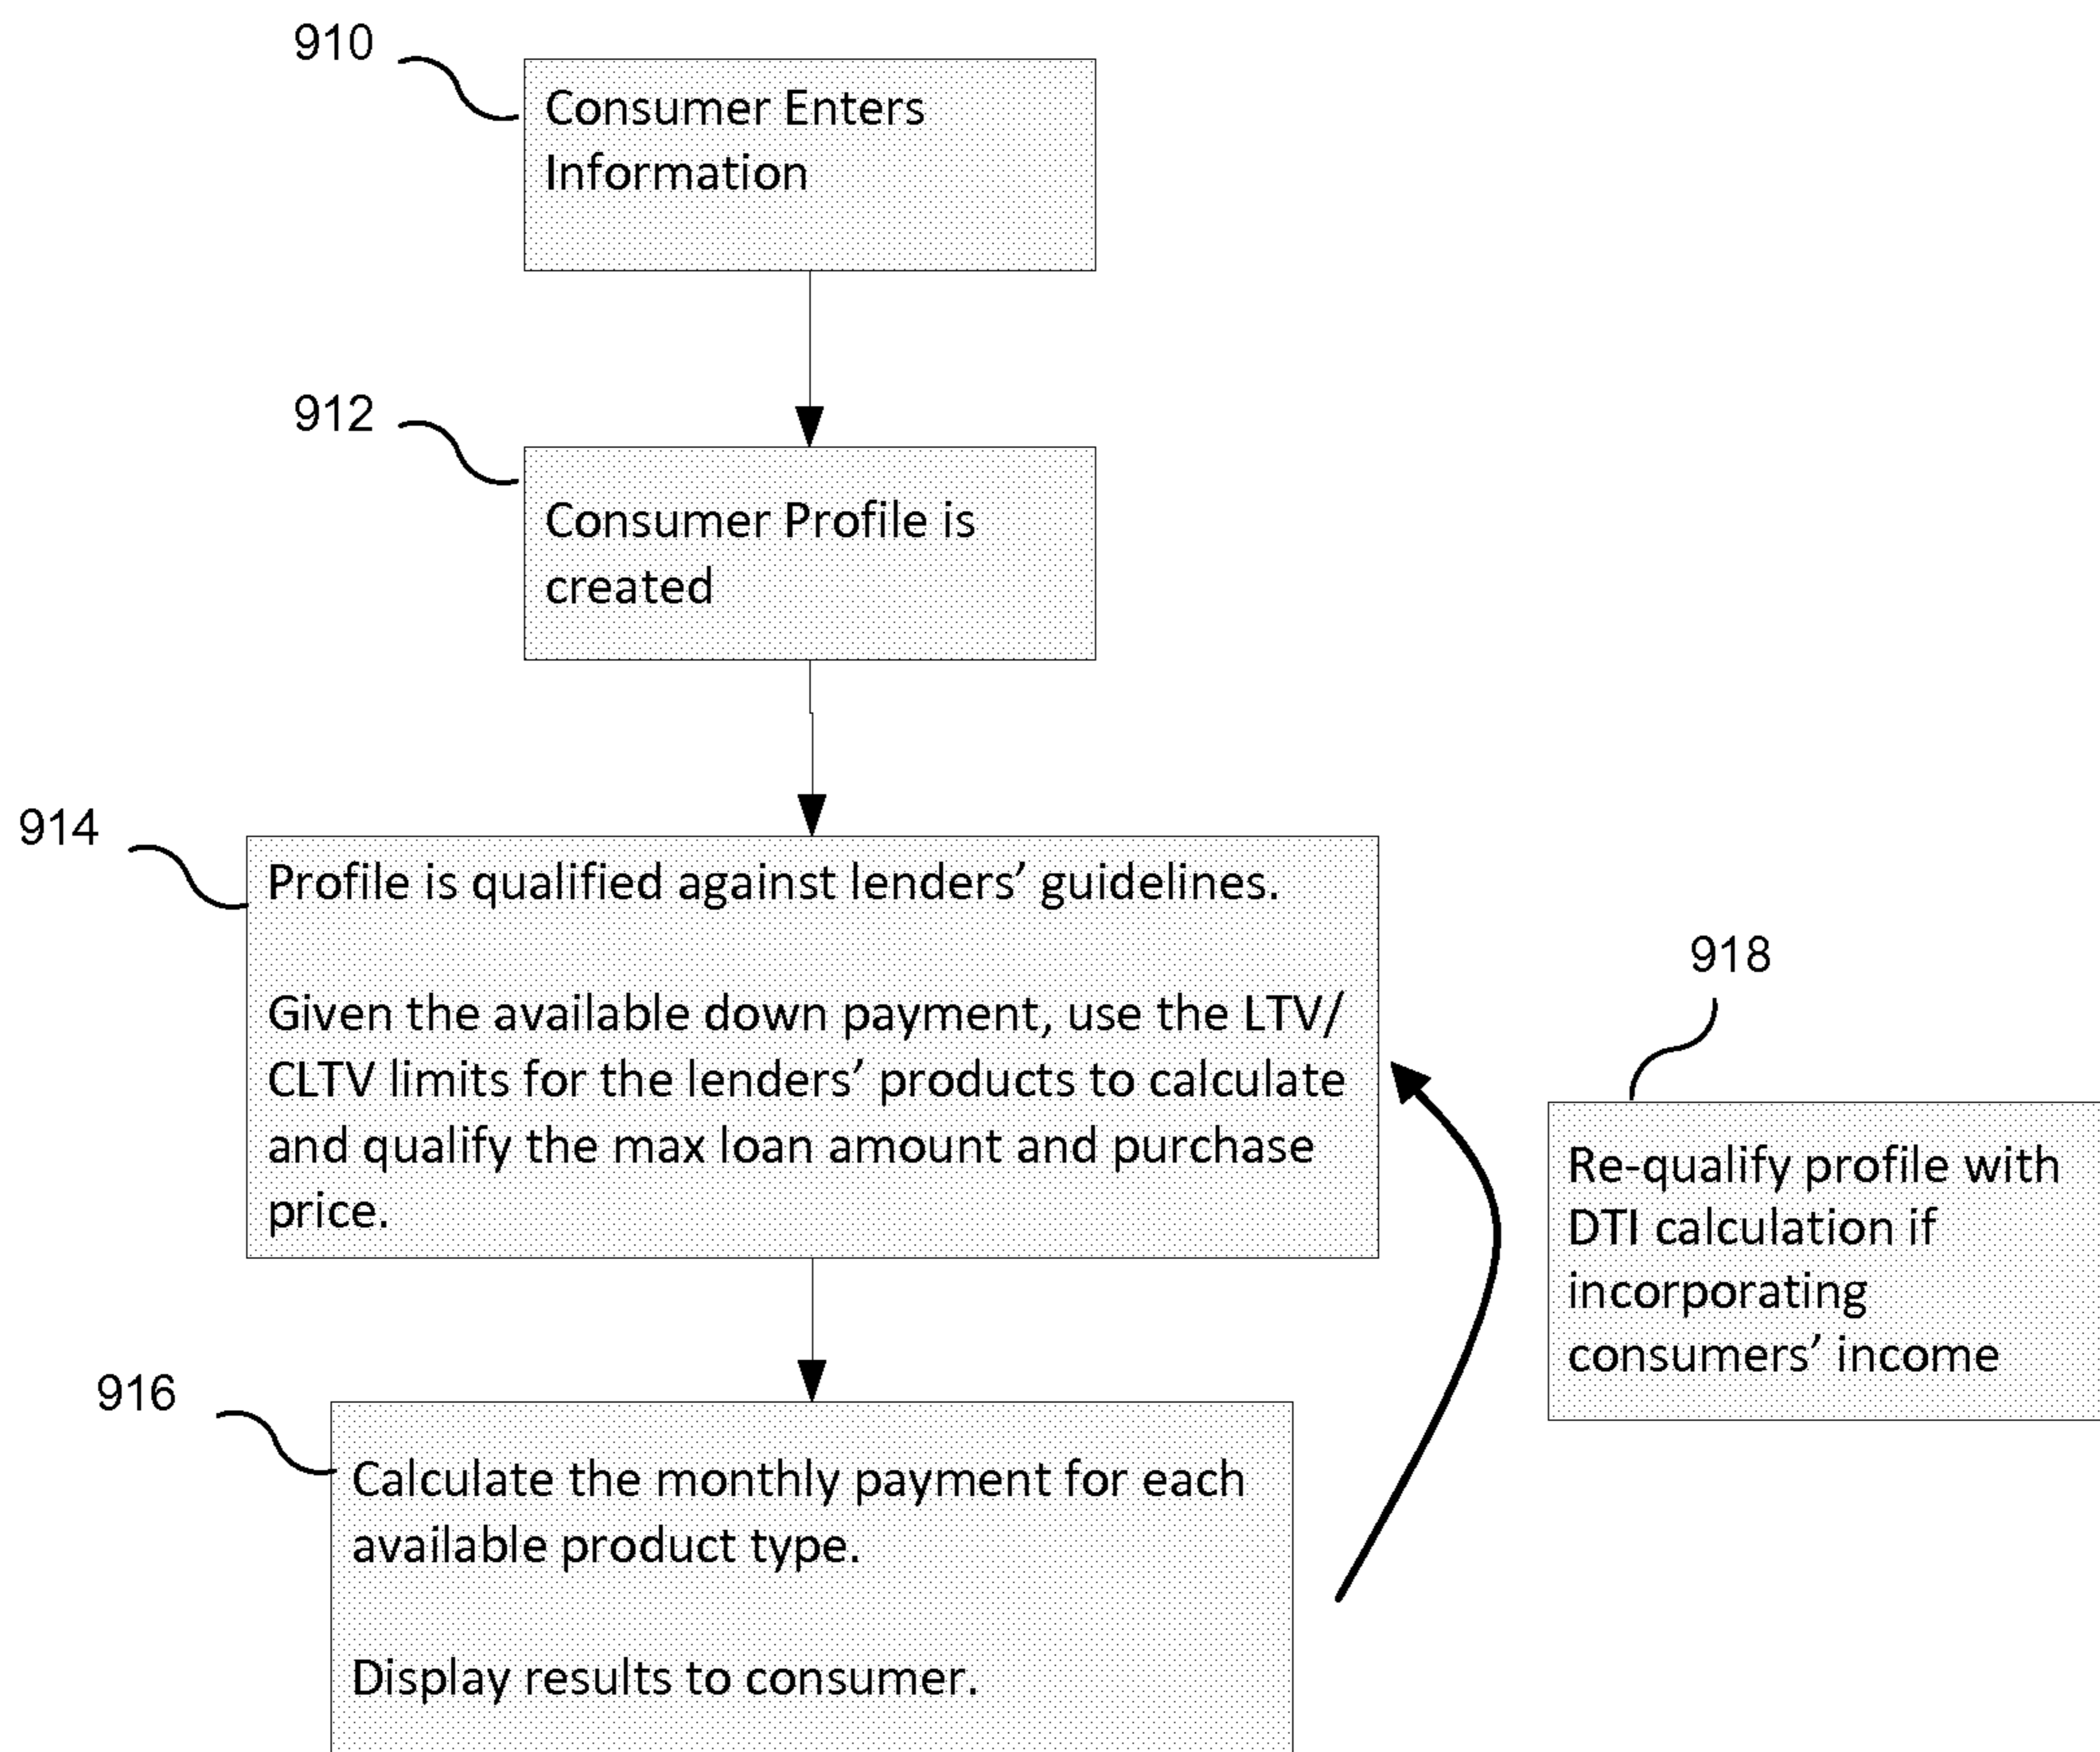 910
Consumer Enters
Information
912
Consumer Profile is
created
914
Profile is qualified against lenders’ guidelines.
Given the available down payment, use the LTV/
CLTV limits for the lenders’ products to calculate
and qualify the max loan amount and purchase
price.
918
Re-qualify profile with
DTI calculation if
incorporating
consumers’ income
916
Calculate the monthly payment for each
available product type.
Display results to consumer.